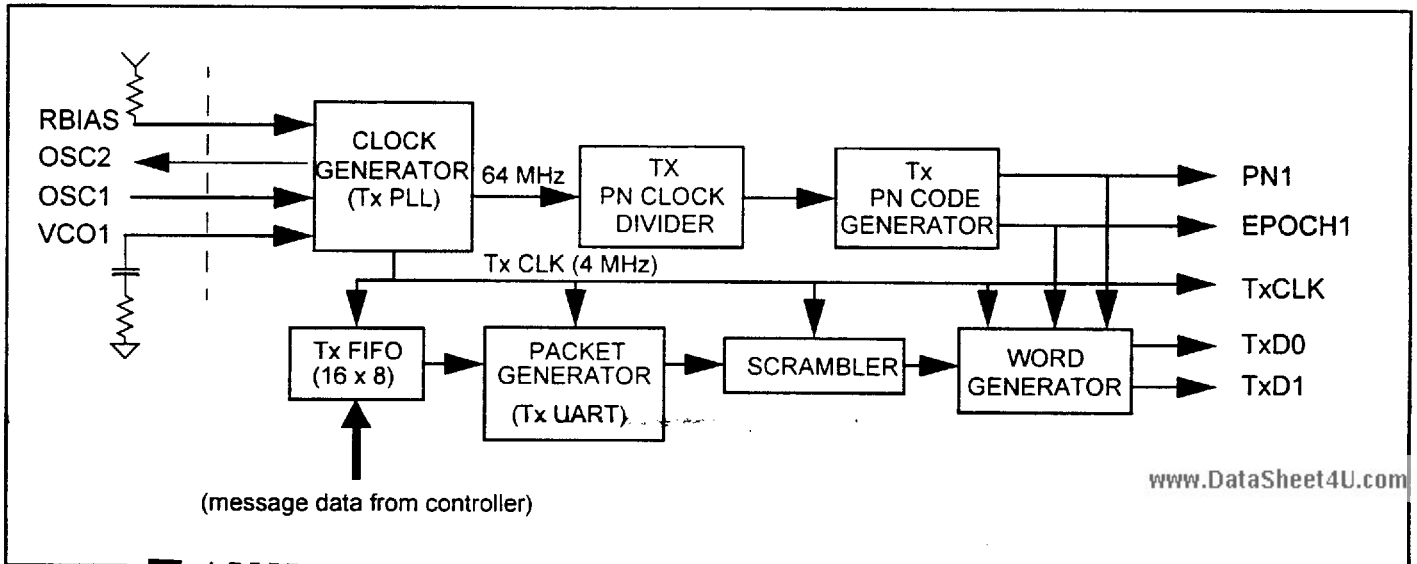 RBIAS
OSC2
OSC1
VCO1
CLOCK
GENERATOR
(Tx PLL)
64 MHz
TX
PN CLOCK
DIVIDER
Tx
PN CODE
GENERATOR
PN1
EPOCH1
Tx CLK (4 MHz)
TxCLK
Tx FIFO
(16 x 8)
PACKET
GENERATOR
(Tx UART)
SCRAMBLER
WORD
GENERATOR
TxD0
TxD1
(message data from controller)
www.DataSheet4U.com